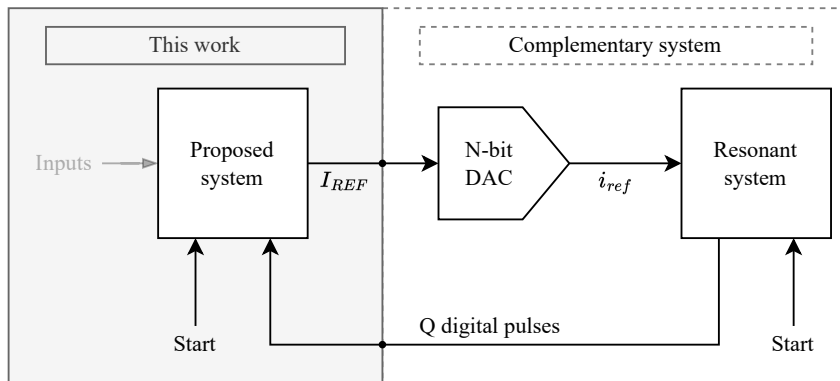 This work
Complementary system
Inputs
Proposed
system
I_REF
N-bit
DAC
i_ref
Resonant
system
Q digital pulses
Start
Start